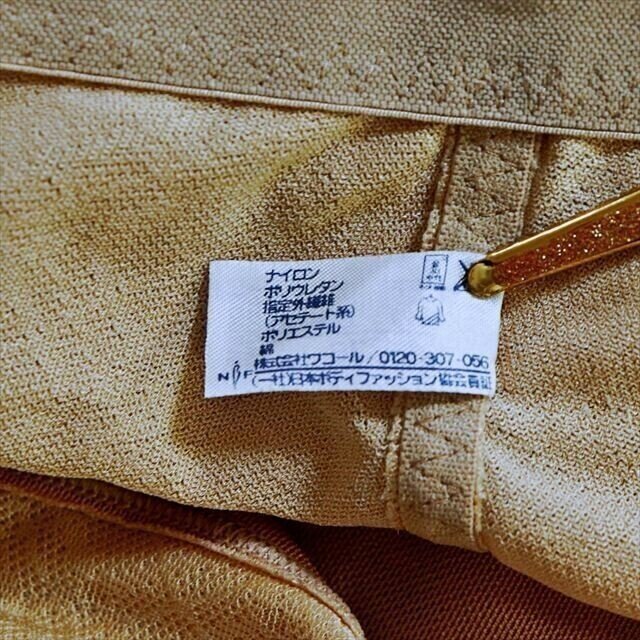 ナイロン
ポリウレタン
指定外繊維
(アセテート系)
ポリエステル
綿
株式会社ワコール/0120-307-056
NBF (一社)日本ボディファッション協会員証